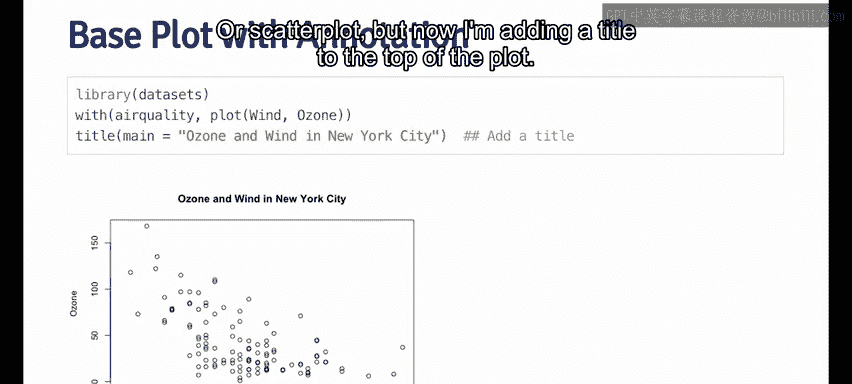 Base Plot with Annotation
Or scatterplot, but now I'm adding a title
to the top of the plot.
library(datasets)
with(airquality, plot(Wind, Ozone))
title(main = "Ozone and Wind in New York City")  ## Add a title
Ozone and Wind in New York City
150
100
50
0
Ozone